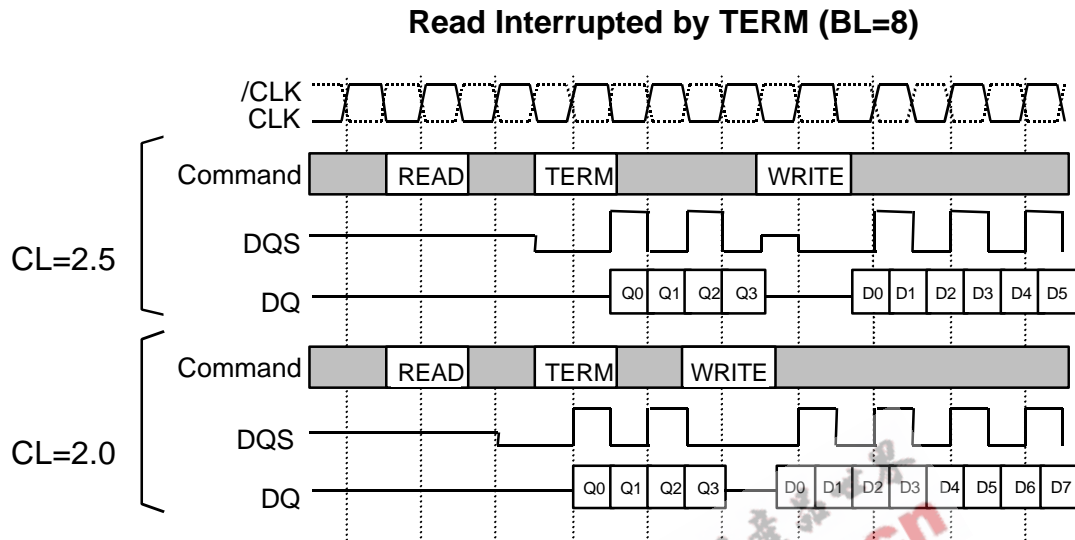 Read Interrupted by TERM (BL=8)
/CLK
CLK
CL=2.5
Command READ TERM WRITE
DQS
DQ Q0 Q1 Q2 Q3 D0 D1 D2 D3 D4 D5
CL=2.0
Command READ TERM WRITE
DQS
DQ Q0 Q1 Q2 Q3 D0 D1 D2 D3 D4 D5 D6 D7